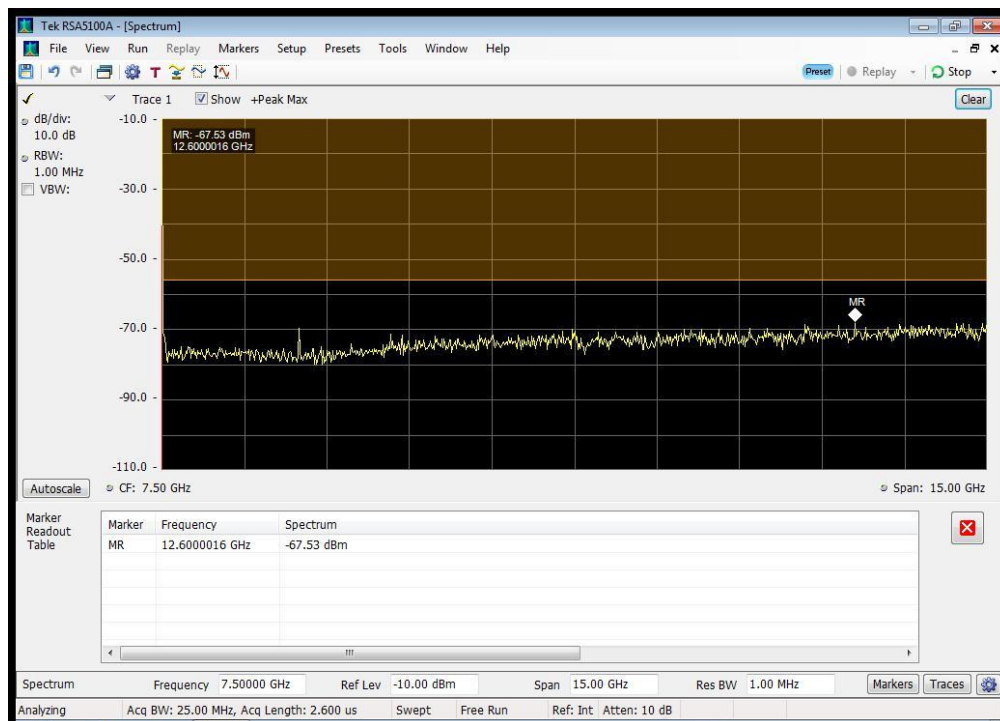 Tek RSA5100A - [Spectrum]
File View Run Replay Markers Setup Presets Tools Window Help
T Preset Replay Stop
Trace 1 Show +Peak Max Clear
dB/div:
10.0 dB
RBW:
1.00 MHz
VBW:
-10.0
-30.0
-50.0
-70.0
-90.0
-110.0
MR: -67.53 dBm
12.6000016 GHz
MR
Autoscale CF: 7.50 GHz Span: 15.00 GHz
Marker
Readout
Table
Marker Frequency Spectrum
MR 12.6000016 GHz -67.53 dBm
Spectrum Frequency 7.50000 GHz Ref Lev -10.00 dBm Span 15.00 GHz Res BW 1.00 MHz Markers Traces
Analyzing Acq BW: 25.00 MHz, Acq Length: 2.600 us Swept Free Run Ref: Int Atten: 10 dB